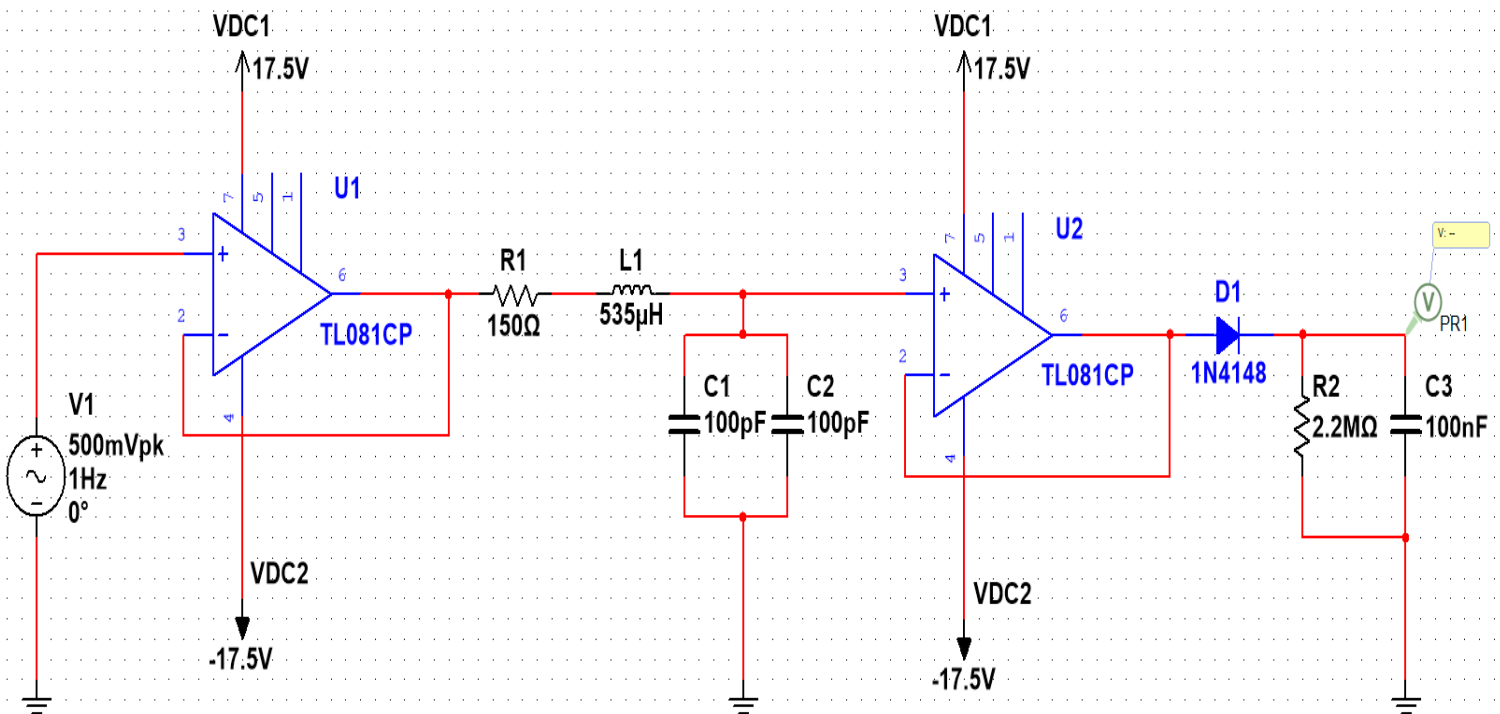 VDC1
17.5V
7
5
1
U1
3
2
6
4
TL081CP
V1
500mVpk
1Hz
0°
VDC2
-17.5V
R1
150Ω
L1
535µH
C1
100pF
C2
100pF
VDC1
17.5V
7
5
1
U2
3
2
6
4
TL081CP
VDC2
-17.5V
D1
1N4148
R2
2.2MΩ
C3
100nF
V: --
V
PR1